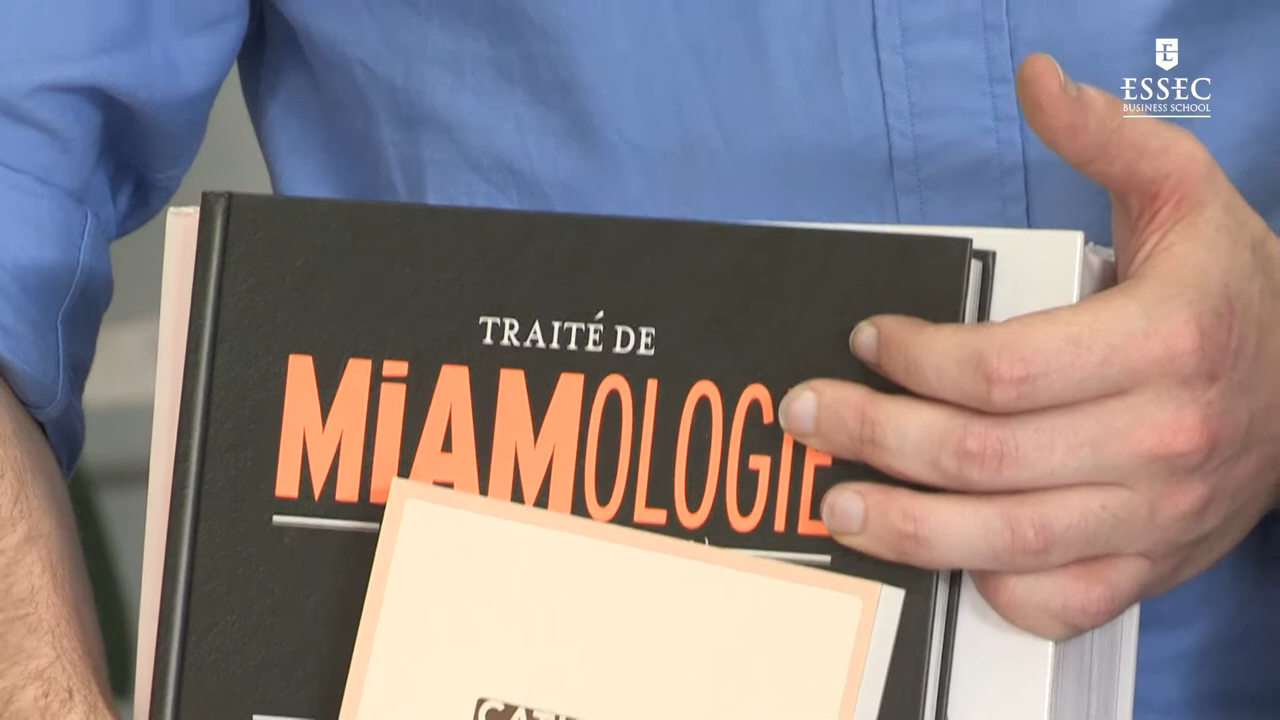 E
ESSEC
BUSINESS SCHOOL
TRAITÉ DE
MiAMOLOGIE